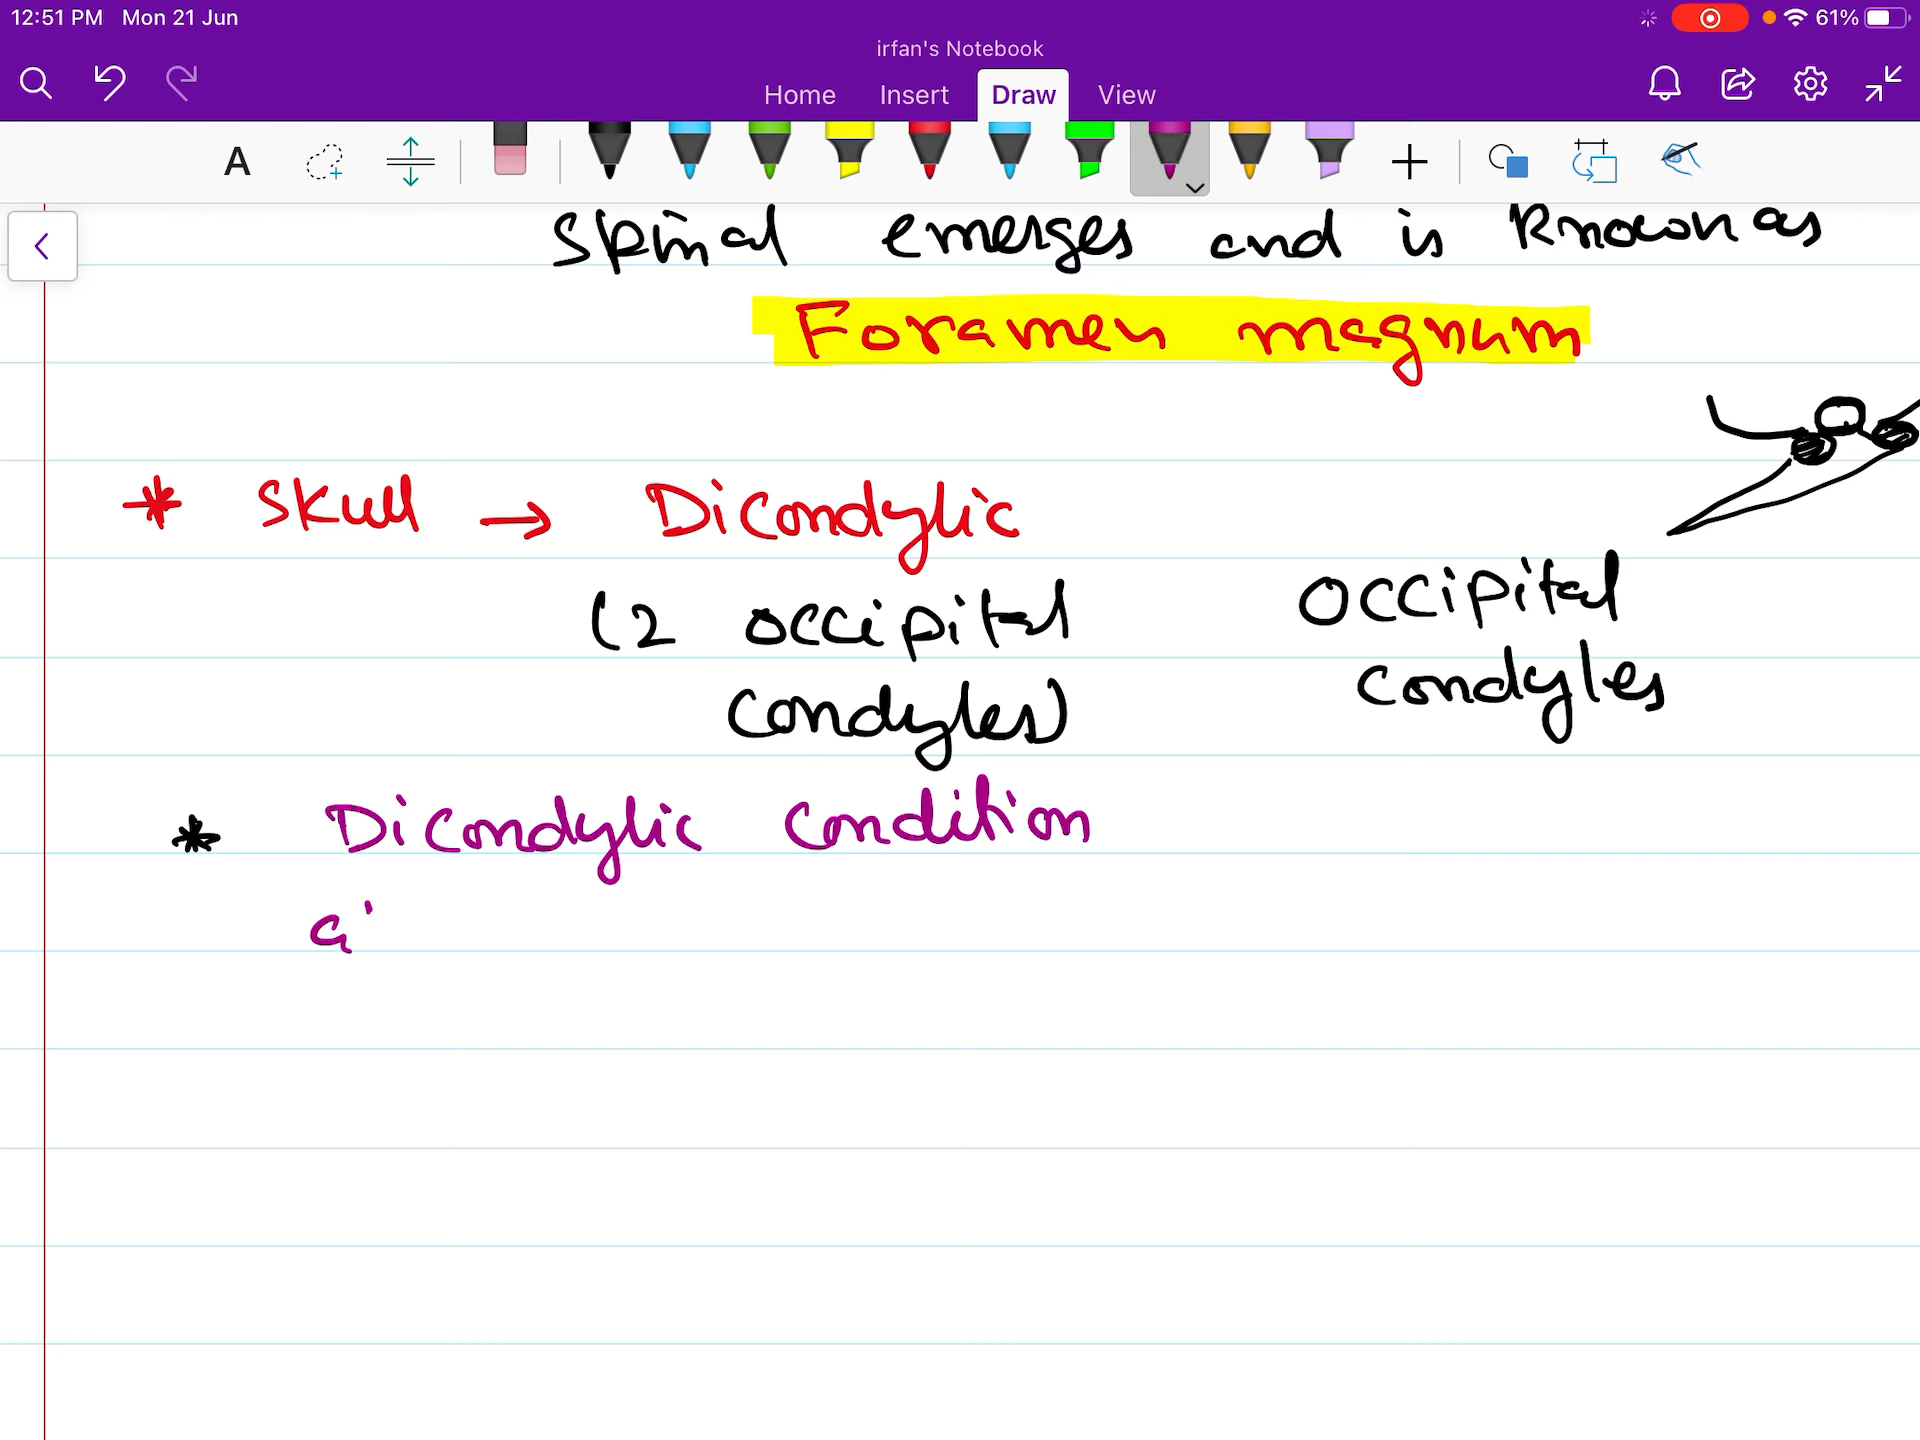 12:51 PM Mon 21 Jun
61%
irfan's Notebook
Home Insert Draw View
A
Spinal emerges and is Known as
Foramen magnum
* Skull → Dicondylic
(2 occipital
condyles)
Occipital
condyles
* Dicondylic condition